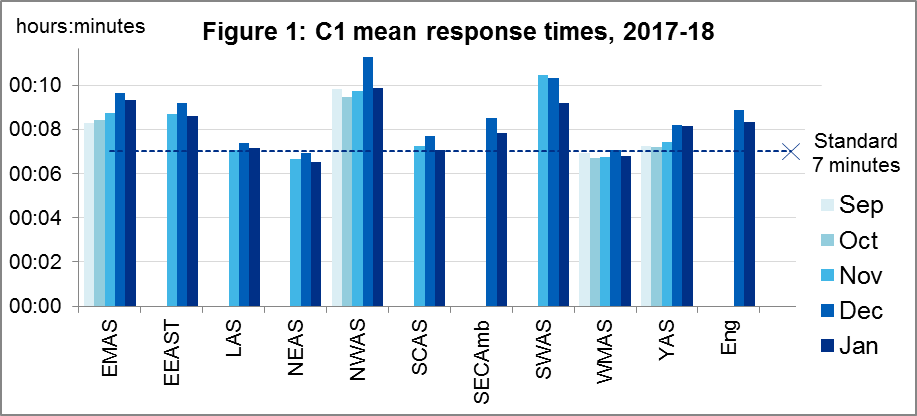 hours:minutes
Figure 1: C1 mean response times, 2017-18
00:10
00:08
00:06
00:04
00:02
00:00
Standard
7 minutes
Sep
Oct
Nov
Dec
Jan
EMAS
EEAST
LAS
NEAS
NWAS
SCAS
SECAmb
SWAS
WMAS
YAS
Eng